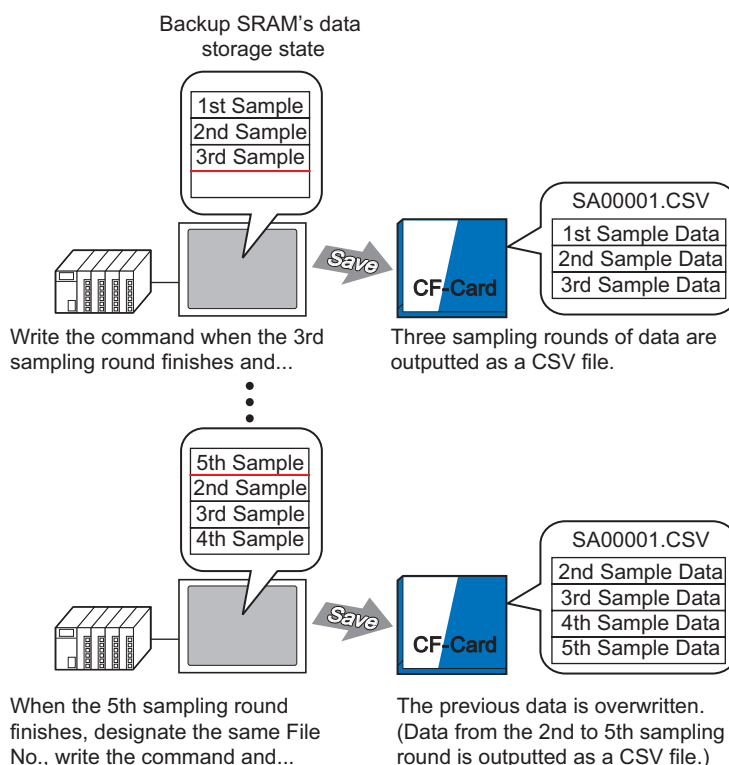 Backup SRAM's data
storage state
1st Sample
2nd Sample
3rd Sample
Save
CF-Card
SA00001.CSV
1st Sample Data
2nd Sample Data
3rd Sample Data
Write the command when the 3rd
sampling round finishes and...
Three sampling rounds of data are
outputted as a CSV file.
5th Sample
2nd Sample
3rd Sample
4th Sample
Save
CF-Card
SA00001.CSV
2nd Sample Data
3rd Sample Data
4th Sample Data
5th Sample Data
When the 5th sampling round
finishes, designate the same File
No., write the command and...
The previous data is overwritten.
(Data from the 2nd to 5th sampling
round is outputted as a CSV file.)